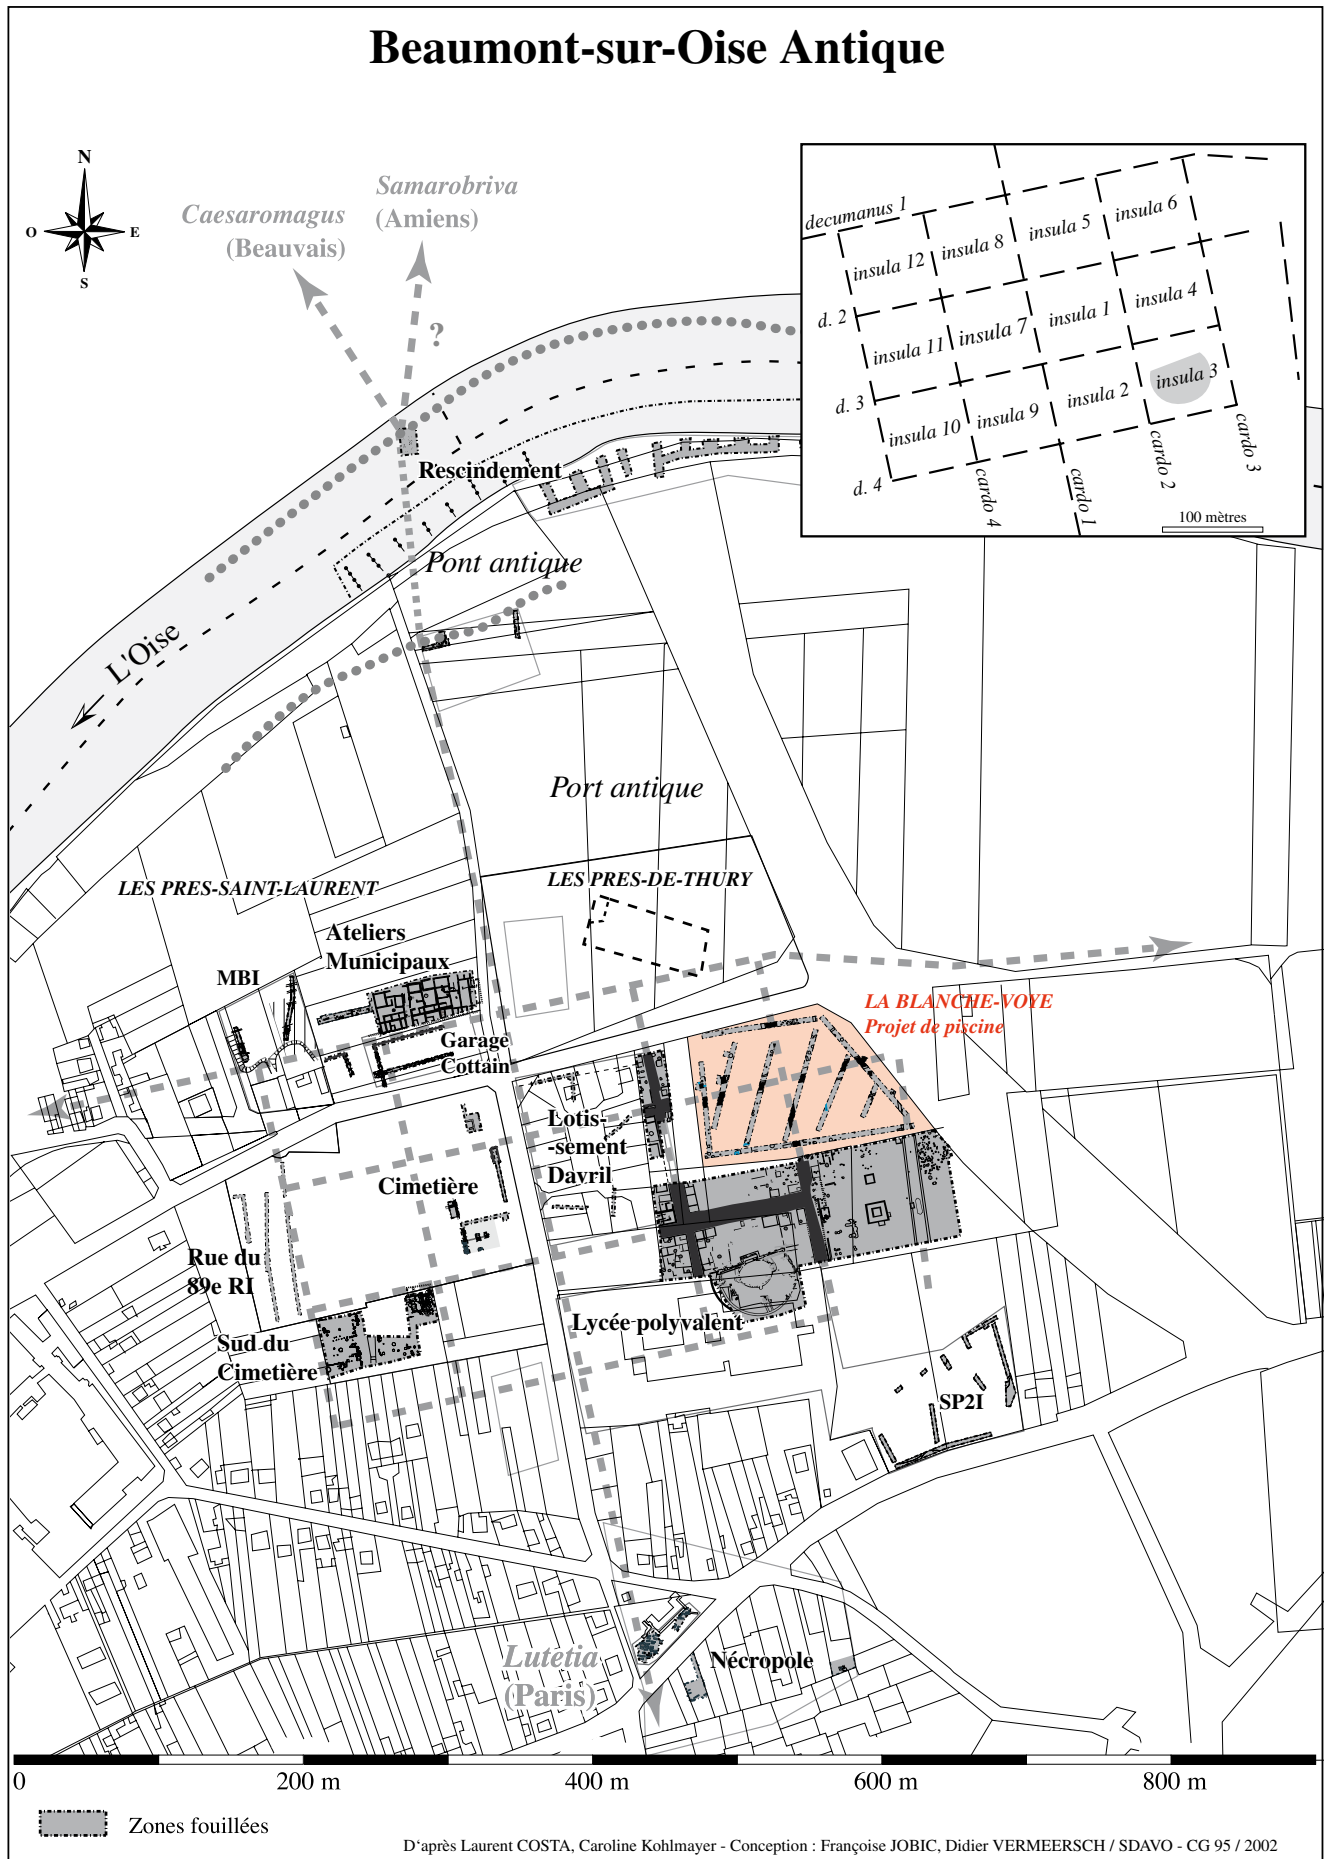 Beaumont-sur-Oise Antique
N
O
E
S
Caesaromagus
(Beauvais)
Samarobriva
(Amiens)
?
decumanus 1
insula 12
insula 8
insula 5
insula 6
d. 2
insula 11
insula 7
insula 1
insula 4
d. 3
insula 10
insula 9
insula 2
insula 3
d. 4
cardo 4
cardo 1
cardo 2
cardo 3
100 mètres
Rescindement
Pont antique
L'Oise
Port antique
LES PRES-SAINT-LAURENT
LES PRES-DE-THURY
Ateliers
Municipaux
MBI
LA BLANCHE-VOYE
Projet de piscine
Garage
Cottain
Lotis-
-sement
Davril
Cimetière
Rue du
89e RI
Lycée polyvalent
Sud du
Cimetière
SP2I
Lutetia
(Paris)
Nécropole
0
200 m
400 m
600 m
800 m
Zones fouillées
D'après Laurent COSTA, Caroline Kohlmayer - Conception : Françoise JOBIC, Didier VERMEERSCH / SDAVO - CG 95 / 2002